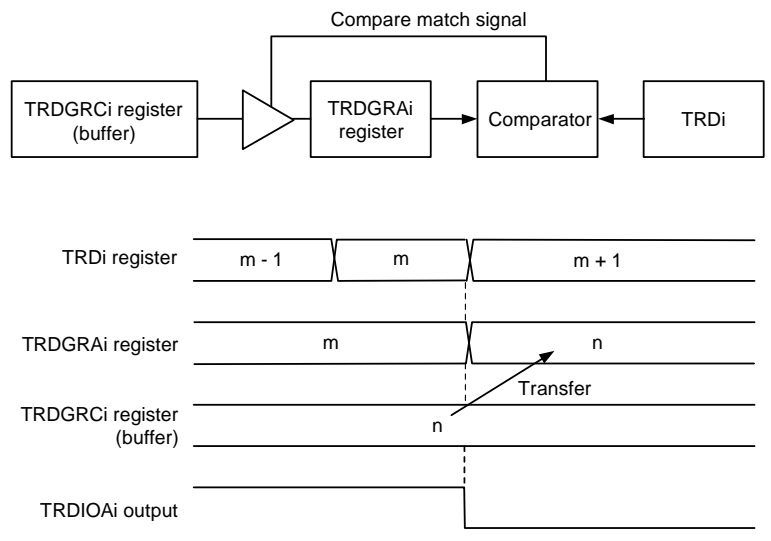 Compare match signal
TRDGRCi register
(buffer)
TRDGRAi
register
Comparator
TRDi
TRDi register
m - 1
m
m + 1
TRDGRAi register
m
n
Transfer
TRDGRCi register
(buffer)
n
TRDIOAi output